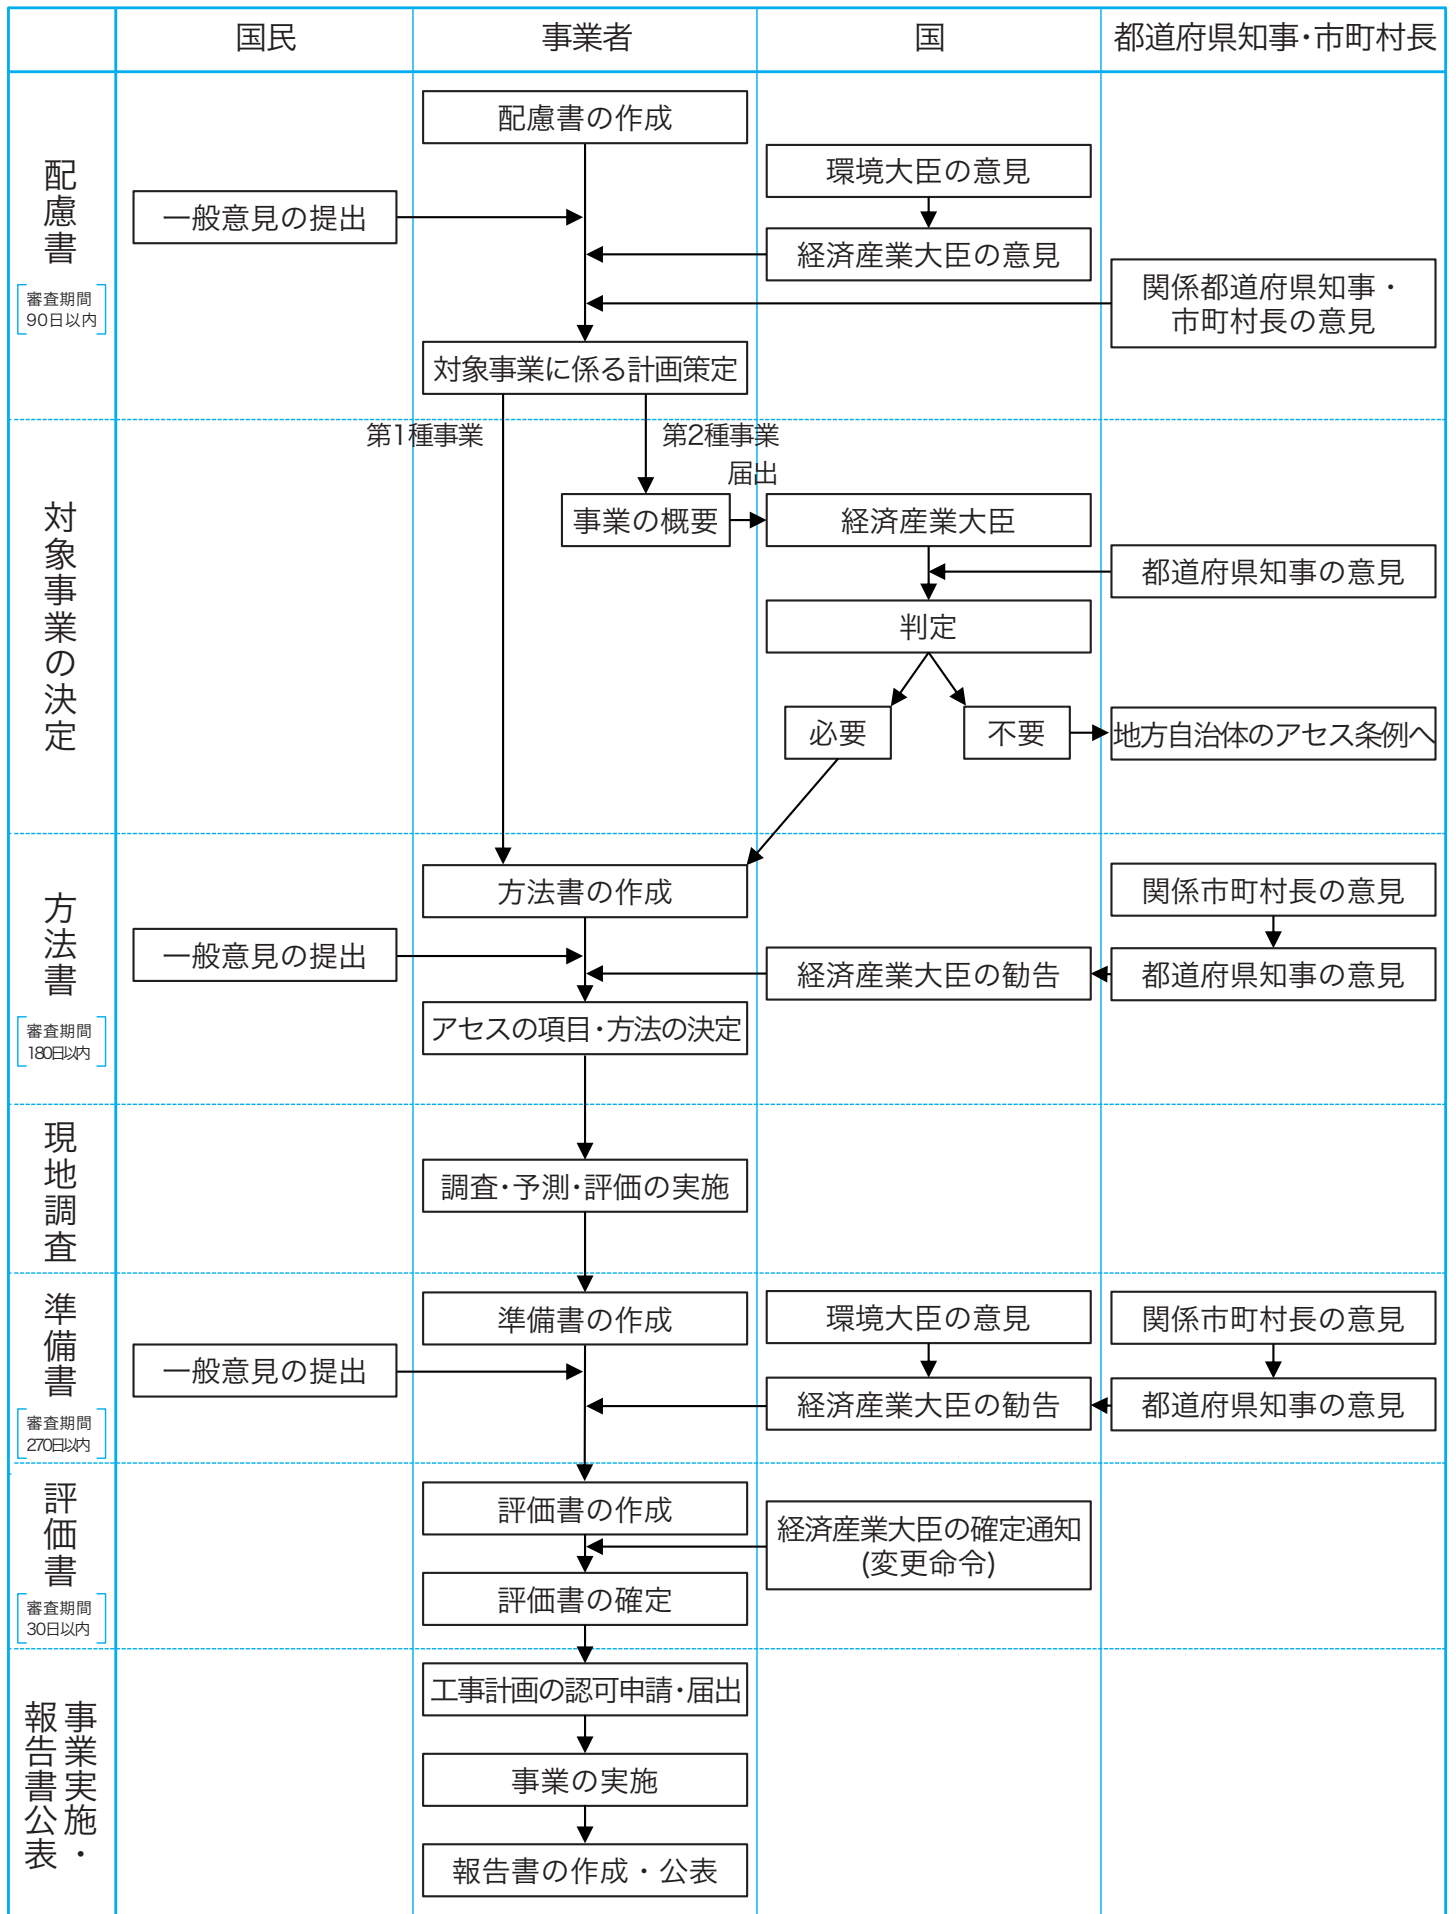 国民
事業者
国
都道府県知事・市町村長
配慮書
審査期間
90日以内
配慮書の作成
環境大臣の意見
一般意見の提出
経済産業大臣の意見
関係都道府県知事・
市町村長の意見
対象事業に係る計画策定
対象事業の決定
第1種事業
第2種事業
届出
事業の概要
経済産業大臣
都道府県知事の意見
判定
必要
不要
地方自治体のアセス条例へ
方法書
審査期間
180日以内
方法書の作成
関係市町村長の意見
一般意見の提出
経済産業大臣の勧告
都道府県知事の意見
アセスの項目・方法の決定
現地調査
調査・予測・評価の実施
準備書
審査期間
270日以内
準備書の作成
環境大臣の意見
関係市町村長の意見
一般意見の提出
経済産業大臣の勧告
都道府県知事の意見
評価書
審査期間
30日以内
評価書の作成
経済産業大臣の確定通知
(変更命令)
評価書の確定
事業実施・
報告書公表
工事計画の認可申請・届出
事業の実施
報告書の作成・公表